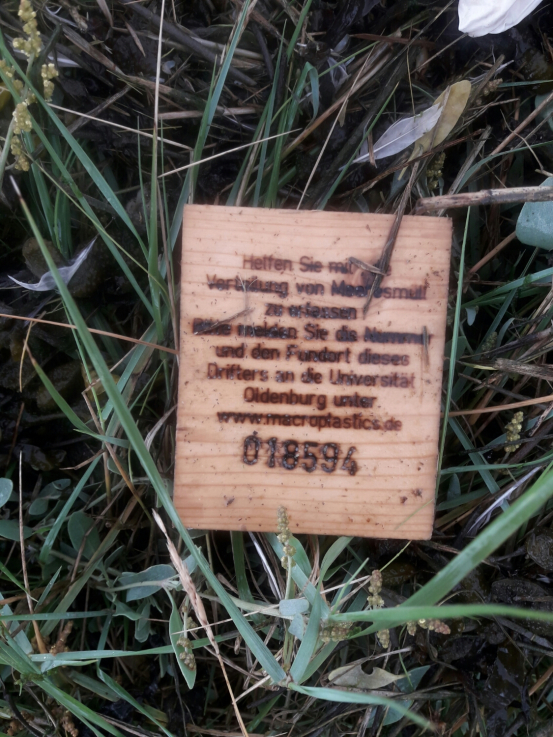 Helfen Sie mit die
Verteilung von Meeresmüll
zu erfassen
Bitte melden Sie die Nummer
und den Fundort dieses
Drifters an die Universität
Oldenburg unter
www.macroplastics.de
018594